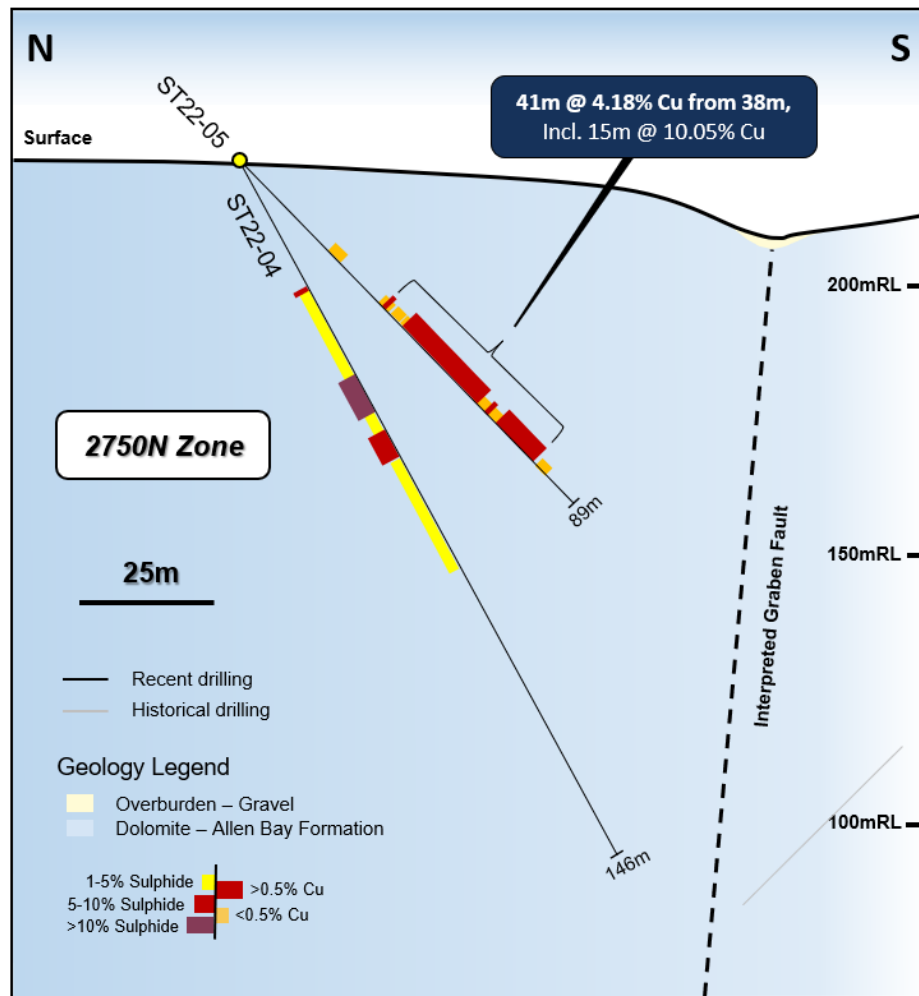 N
S
ST22-05
41m @ 4.18% Cu from 38m,
Incl. 15m @ 10.05% Cu
Surface
ST22-04
200mRL
2750N Zone
89m
150mRL
25m
Interpreted Graben Fault
Recent drilling
Historical drilling
Geology Legend
Overburden – Gravel
Dolomite – Allen Bay Formation
100mRL
146m
1-5% Sulphide
>0.5% Cu
5-10% Sulphide
<0.5% Cu
>10% Sulphide